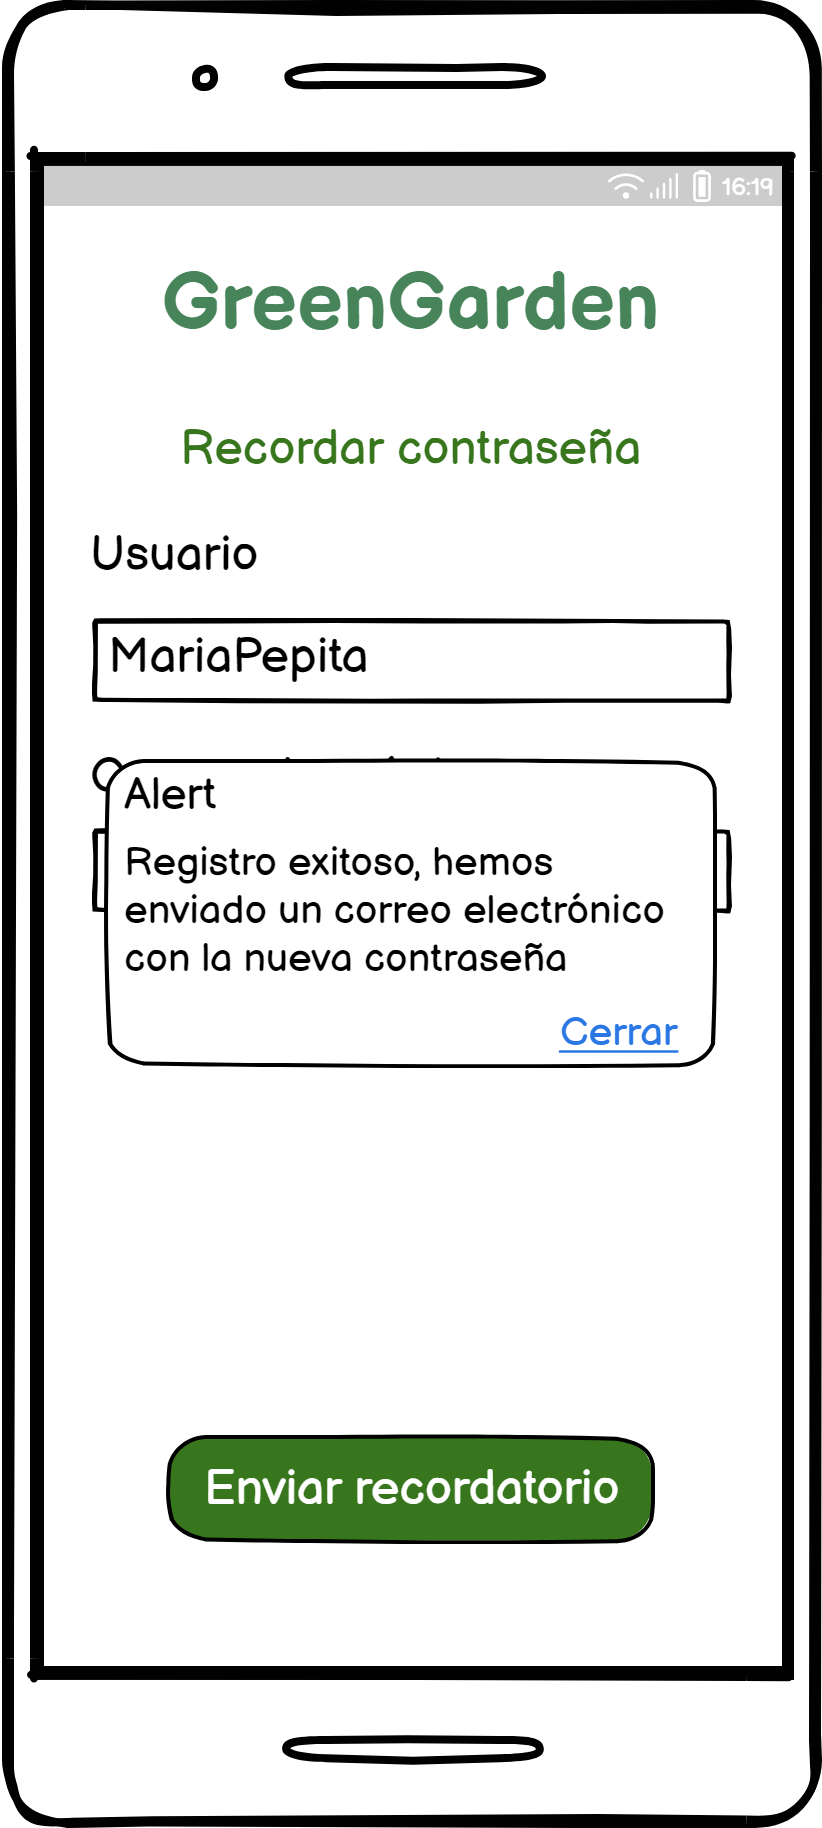 16:19
GreenGarden
Recordar contraseña
Usuario
MariaPepita
Alert
Registro exitoso, hemos
enviado un correo electrónico
con la nueva contraseña
Cerrar
Enviar recordatorio